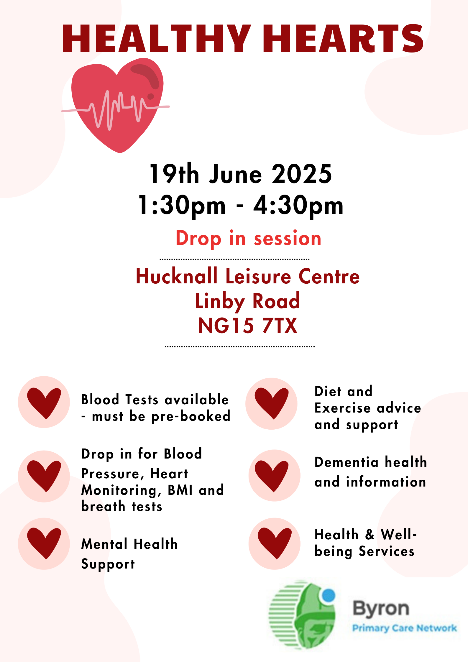 HEALTHY HEARTS
19th June 2025
1:30pm - 4:30pm
Drop in session
Hucknall Leisure Centre
Linby Road
NG15 7TX
Blood Tests available
- must be pre-booked
Drop in for Blood
Pressure, Heart
Monitoring, BMI and
breath tests
Mental Health
Support
Diet and
Exercise advice
and support
Dementia health
and information
Health & Well-
being Services
Byron
Primary Care Network